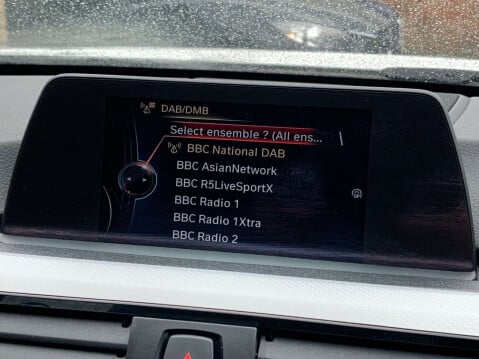 DAB/DMB
Select ensemble ? (All ens...
BBC National DAB
BBC AsianNetwork
BBC R5LiveSportX
BBC Radio 1
BBC Radio 1Xtra
BBC Radio 2